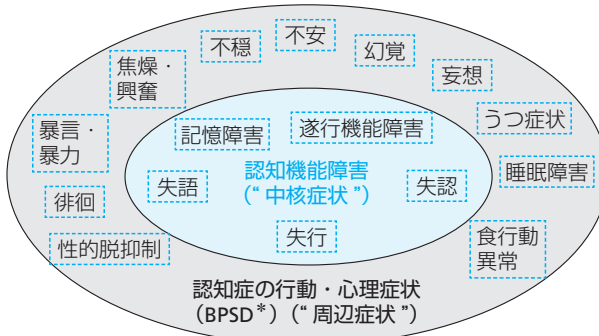 不穏
不安
幻覚
焦燥・
興奮
妄想
暴言・
暴力
うつ症状
記憶障害
遂行機能障害
認知機能障害
(“中核症状”)
失語
失認
睡眠障害
徘徊
失行
性的脱抑制
食行動
異常
認知症の行動・心理症状
(BPSD*)(“周辺症状”)